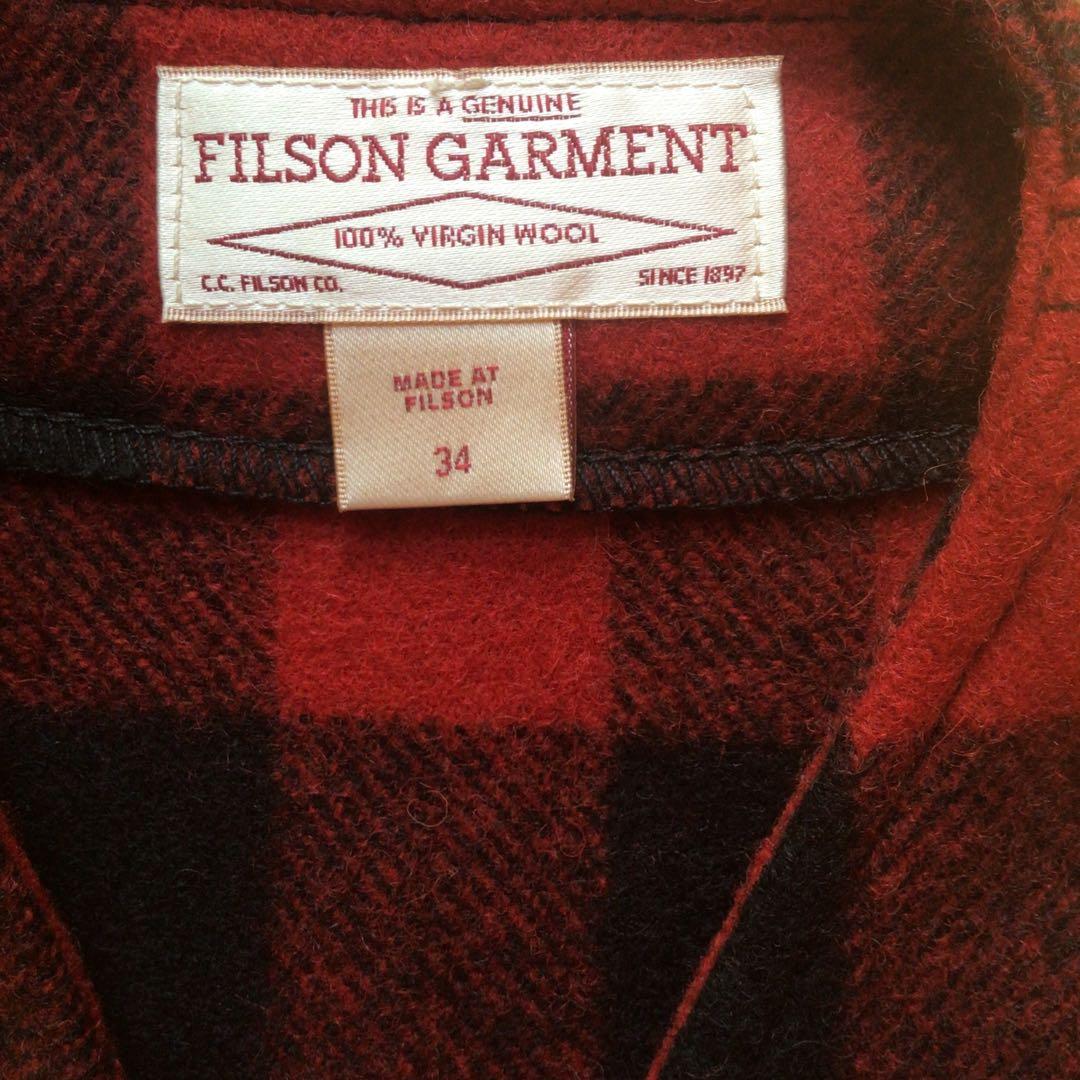 THIS IS A GENUINE
FILSON GARMENT
100% VIRGIN WOOL
C.C. FILSON CO. SINCE 1897
MADE AT
FILSON
34